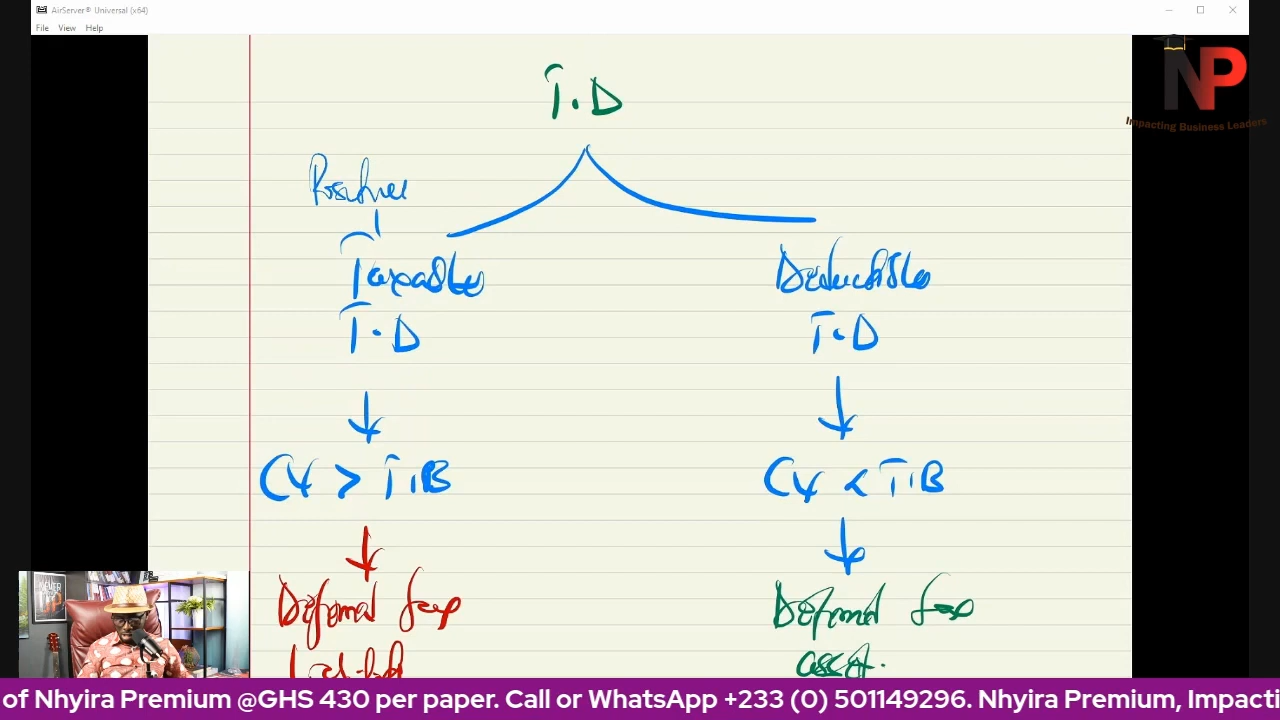 AirServer® Universal (x64)
File View Help
NP
Impacting Business Leaders
T.D
Positive
Taxable
T.D
CV > T.B
Deferred tax
Deductible
T.D
CV < T.B
Deferred tax
asset.
of Nhyira Premium @GHS 430 per paper. Call or WhatsApp +233 (0) 501149296. Nhyira Premium, Impacti